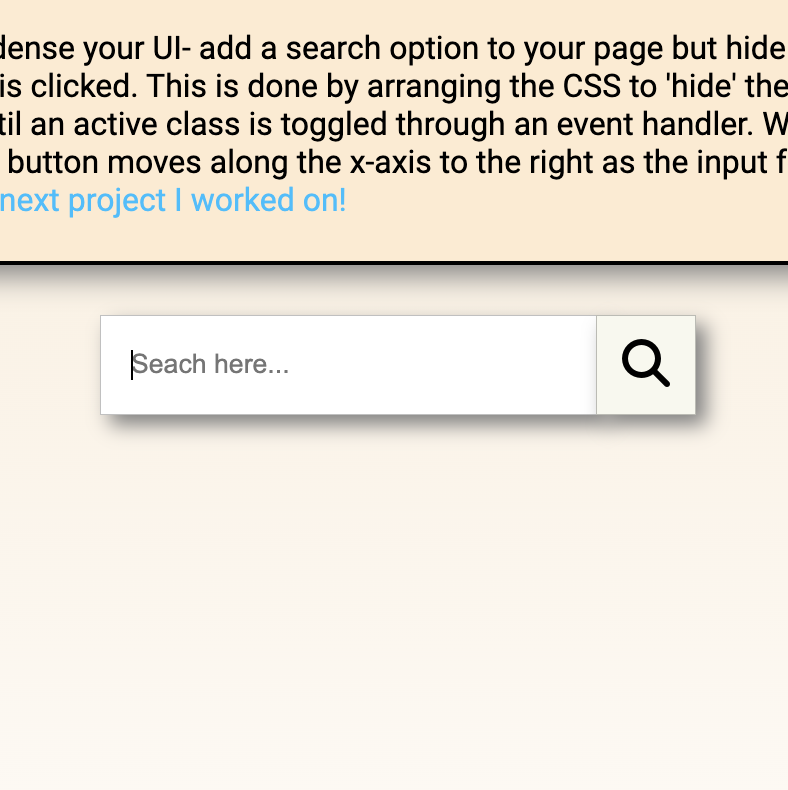 dense your UI- add a search option to your page but hide
is clicked. This is done by arranging the CSS to 'hide' the
til an active class is toggled through an event handler. W
button moves along the x-axis to the right as the input f
next project I worked on!
Seach here...